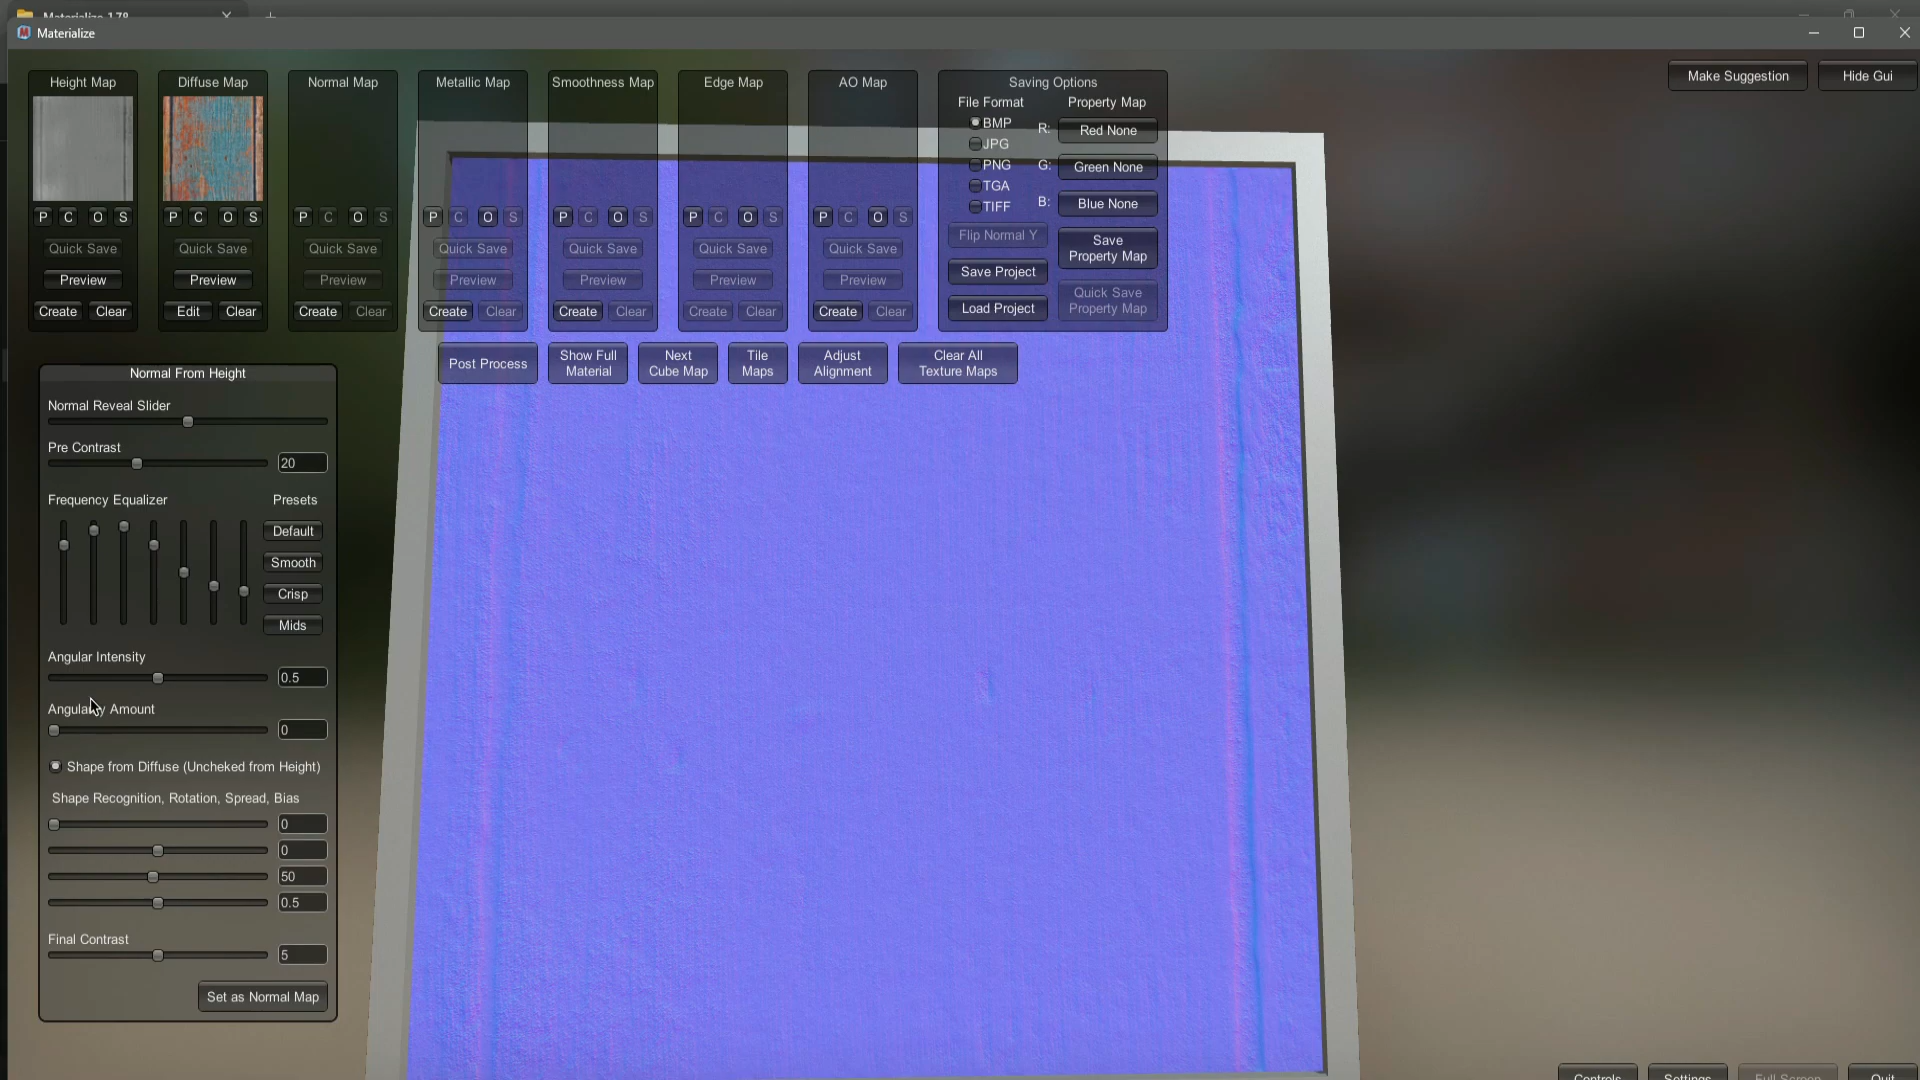 Materialize 1.78
Materialize
Make Suggestion
Hide Gui
Height Map
Diffuse Map
Normal Map
Metallic Map
Smoothness Map
Edge Map
AO Map
Saving Options
File Format
Property Map
BMP
JPG
PNG
TGA
TIFF
R: Red None
G: Green None
B: Blue None
P C O S
P C O S
P C O S
P C O S
P C O S
P C O S
P C O S
Quick Save
Quick Save
Quick Save
Quick Save
Quick Save
Quick Save
Quick Save
Flip Normal Y
Save
Property Map
Preview
Preview
Preview
Preview
Preview
Preview
Preview
Save Project
Quick Save
Property Map
Create Clear
Edit Clear
Create Clear
Create Clear
Create Clear
Create Clear
Create Clear
Load Project
Post Process
Show Full
Material
Next
Cube Map
Tile
Maps
Adjust
Alignment
Clear All
Texture Maps
Normal From Height
Normal Reveal Slider
Pre Contrast
20
Frequency Equalizer
Presets
Default
Smooth
Crisp
Mids
Angular Intensity
0.5
Angularity Amount
0
Shape from Diffuse (Uncheked from Height)
Shape Recognition, Rotation, Spread, Bias
0
0
50
0.5
Final Contrast
5
Set as Normal Map
Controls
Settings
Full Screen
Quit